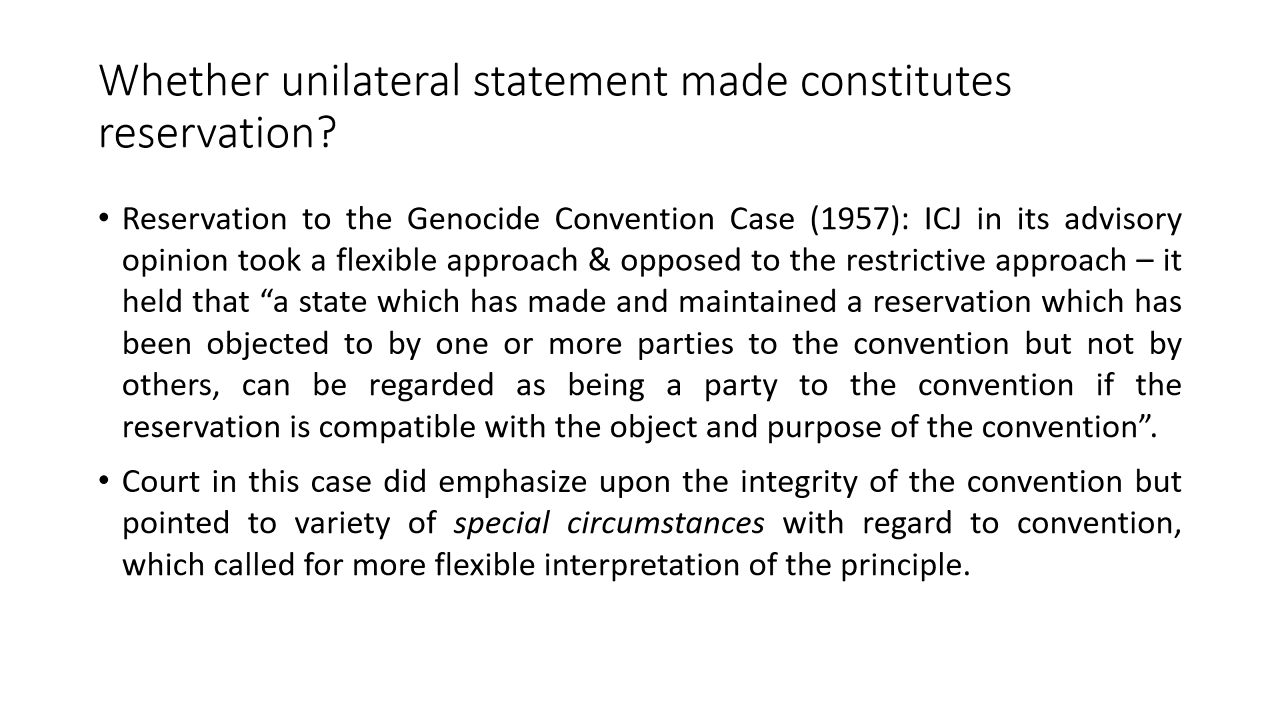 Whether unilateral statement made constitutes
reservation?
• Reservation to the Genocide Convention Case (1957): ICJ in its advisory
opinion took a flexible approach & opposed to the restrictive approach – it
held that “a state which has made and maintained a reservation which has
been objected to by one or more parties to the convention but not by
others, can be regarded as being a party to the convention if the
reservation is compatible with the object and purpose of the convention”.
• Court in this case did emphasize upon the integrity of the convention but
pointed to variety of special circumstances with regard to convention,
which called for more flexible interpretation of the principle.